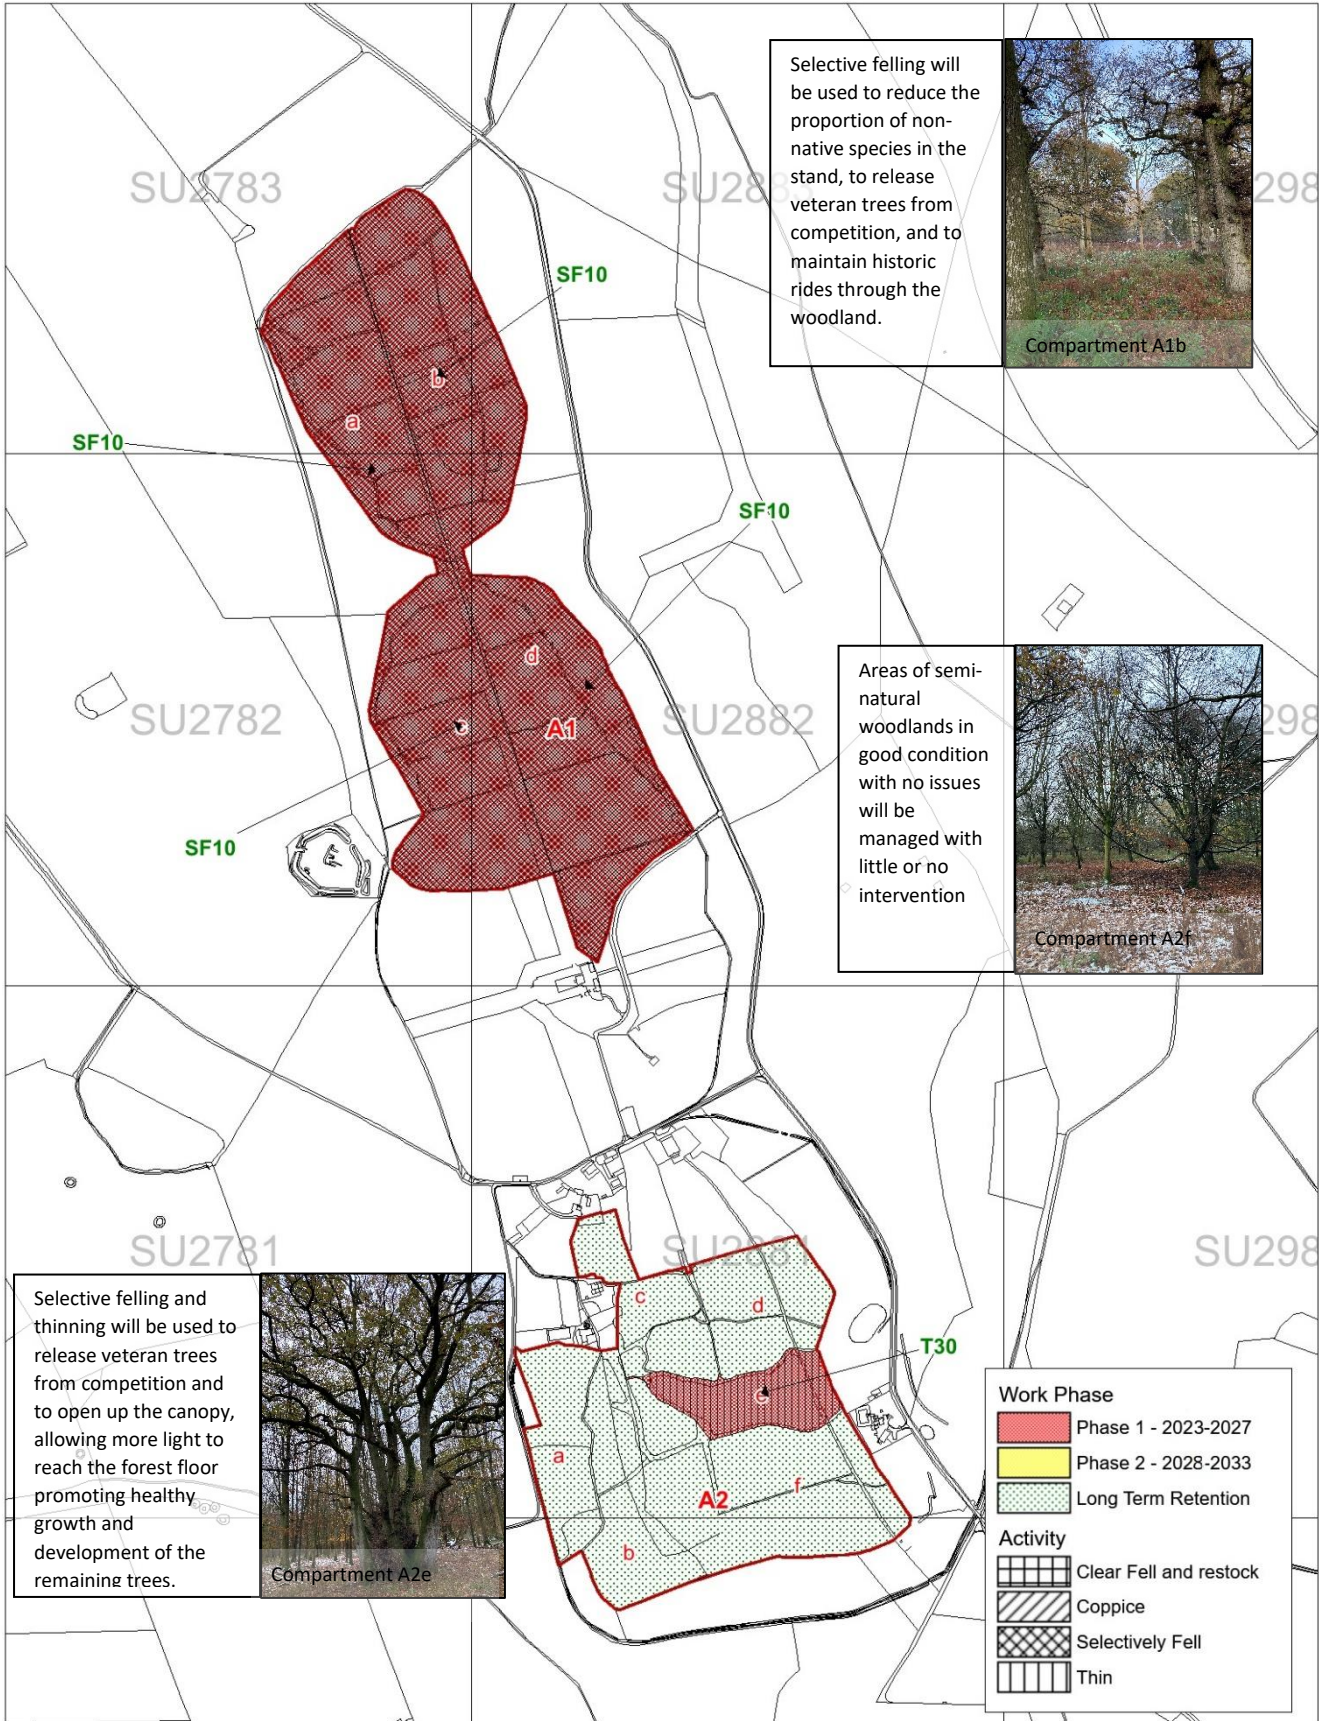 Selective felling will
be used to reduce the
proportion of non-
native species in the
stand, to release
veteran trees from
competition, and to
maintain historic
rides through the
woodland.
Compartment A1b
SU2783
SU2883
298
SF10
b
a
SF10
SF10
d
A1
c
SU2782
SU2882
298
SF10
Areas of semi-
natural
woodlands in
good condition
with no issues
will be
managed with
little or no
intervention
Compartment A2f
SU2781
SU2881
SU298
c
d
T30
e
a
A2
f
b
Selective felling and
thinning will be used to
release veteran trees
from competition and
to open up the canopy,
allowing more light to
reach the forest floor
promoting healthy
growth and
development of the
remaining trees.
Compartment A2e
Work Phase
Phase 1 - 2023-2027
Phase 2 - 2028-2033
Long Term Retention
Activity
Clear Fell and restock
Coppice
Selectively Fell
Thin